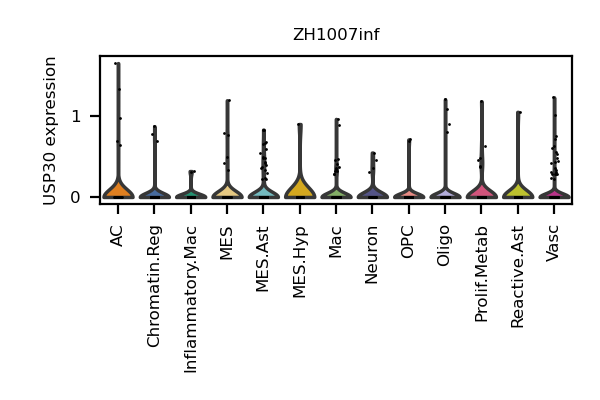 ZH1007inf
USP30 expression
1
0
AC
Chromatin.Reg
Inflammatory.Mac
MES
MES.Ast
MES.Hyp
Mac
Neuron
OPC
Oligo
Prolif.Metab
Reactive.Ast
Vasc